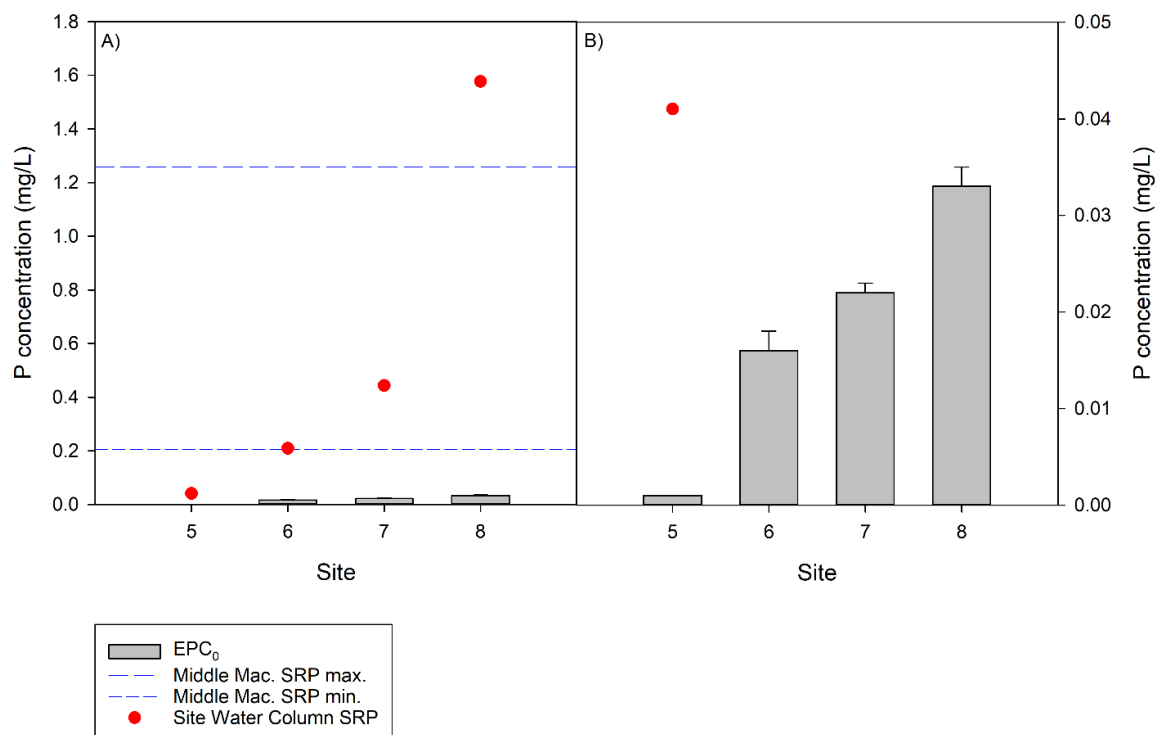 A)
P concentration (mg/L)
1.8
1.6
1.4
1.2
1.0
0.8
0.6
0.4
0.2
0.0
5 6 7 8
Site
B)
0.05
0.04
0.03
0.02
0.01
0.00
P concentration (mg/L)
5 6 7 8
Site
EPC₀
Middle Mac. SRP max.
Middle Mac. SRP min.
Site Water Column SRP